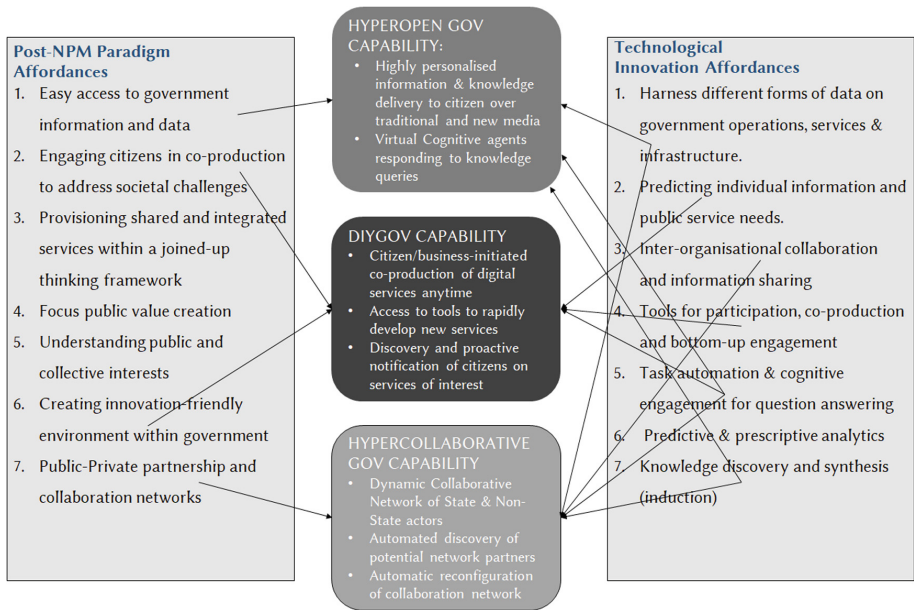 Post-NPM Paradigm
Affordances
1. Easy access to government
information and data
2. Engaging citizens in co-production
to address societal challenges
3. Provisioning shared and integrated
services within a joined-up
thinking framework
4. Focus public value creation
5. Understanding public and
collective interests
6. Creating innovation-friendly
environment within government
7. Public-Private partnership and
collaboration networks
HYPEROPEN GOV
CAPABILITY:
• Highly personalised
information & knowledge
delivery to citizen over
traditional and new media
• Virtual Cognitive agents
responding to knowledge
queries
DIYGOV CAPABILITY
• Citizen/business-initiated
co-production of digital
services anytime
• Access to tools to rapidly
develop new services
• Discovery and proactive
notification of citizens on
services of interest
HYPERCOLLABORATIVE
GOV CAPABILITY
• Dynamic Collaborative
Network of State & Non-
State actors
• Automated discovery of
potential network partners
• Automatic reconfiguration
of collaboration network
Technological
Innovation Affordances
1. Harness different forms of data on
government operations, services &
infrastructure.
2. Predicting individual information and
public service needs.
3. Inter-organisational collaboration
and information sharing
4. Tools for participation, co-production
and bottom-up engagement
5. Task automation & cognitive
engagement for question answering
6. Predictive & prescriptive analytics
7. Knowledge discovery and synthesis
(induction)